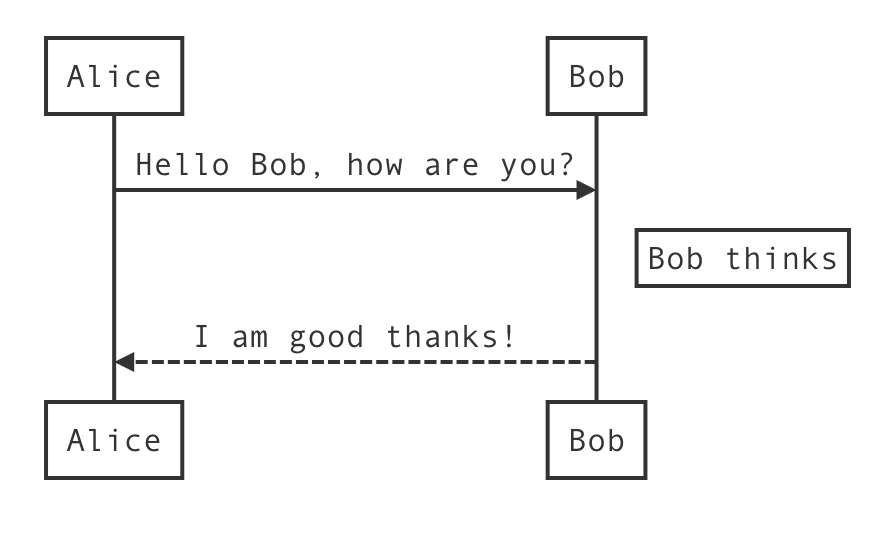 Alice
Bob
Hello Bob, how are you?
Bob thinks
I am good thanks!
Alice
Bob